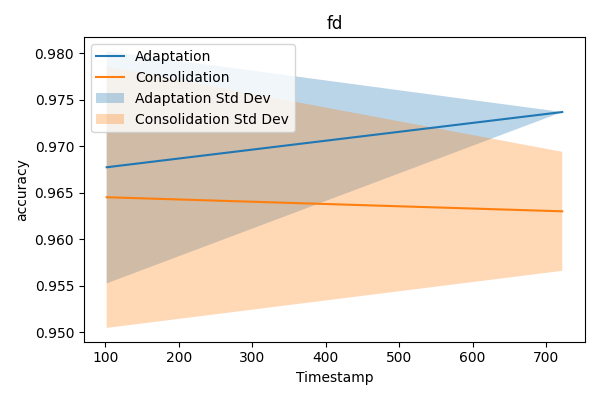 fd
Adaptation
Consolidation
Adaptation Std Dev
Consolidation Std Dev
0.980
0.975
0.970
0.965
0.960
0.955
0.950
accuracy
100 200 300 400 500 600 700
Timestamp